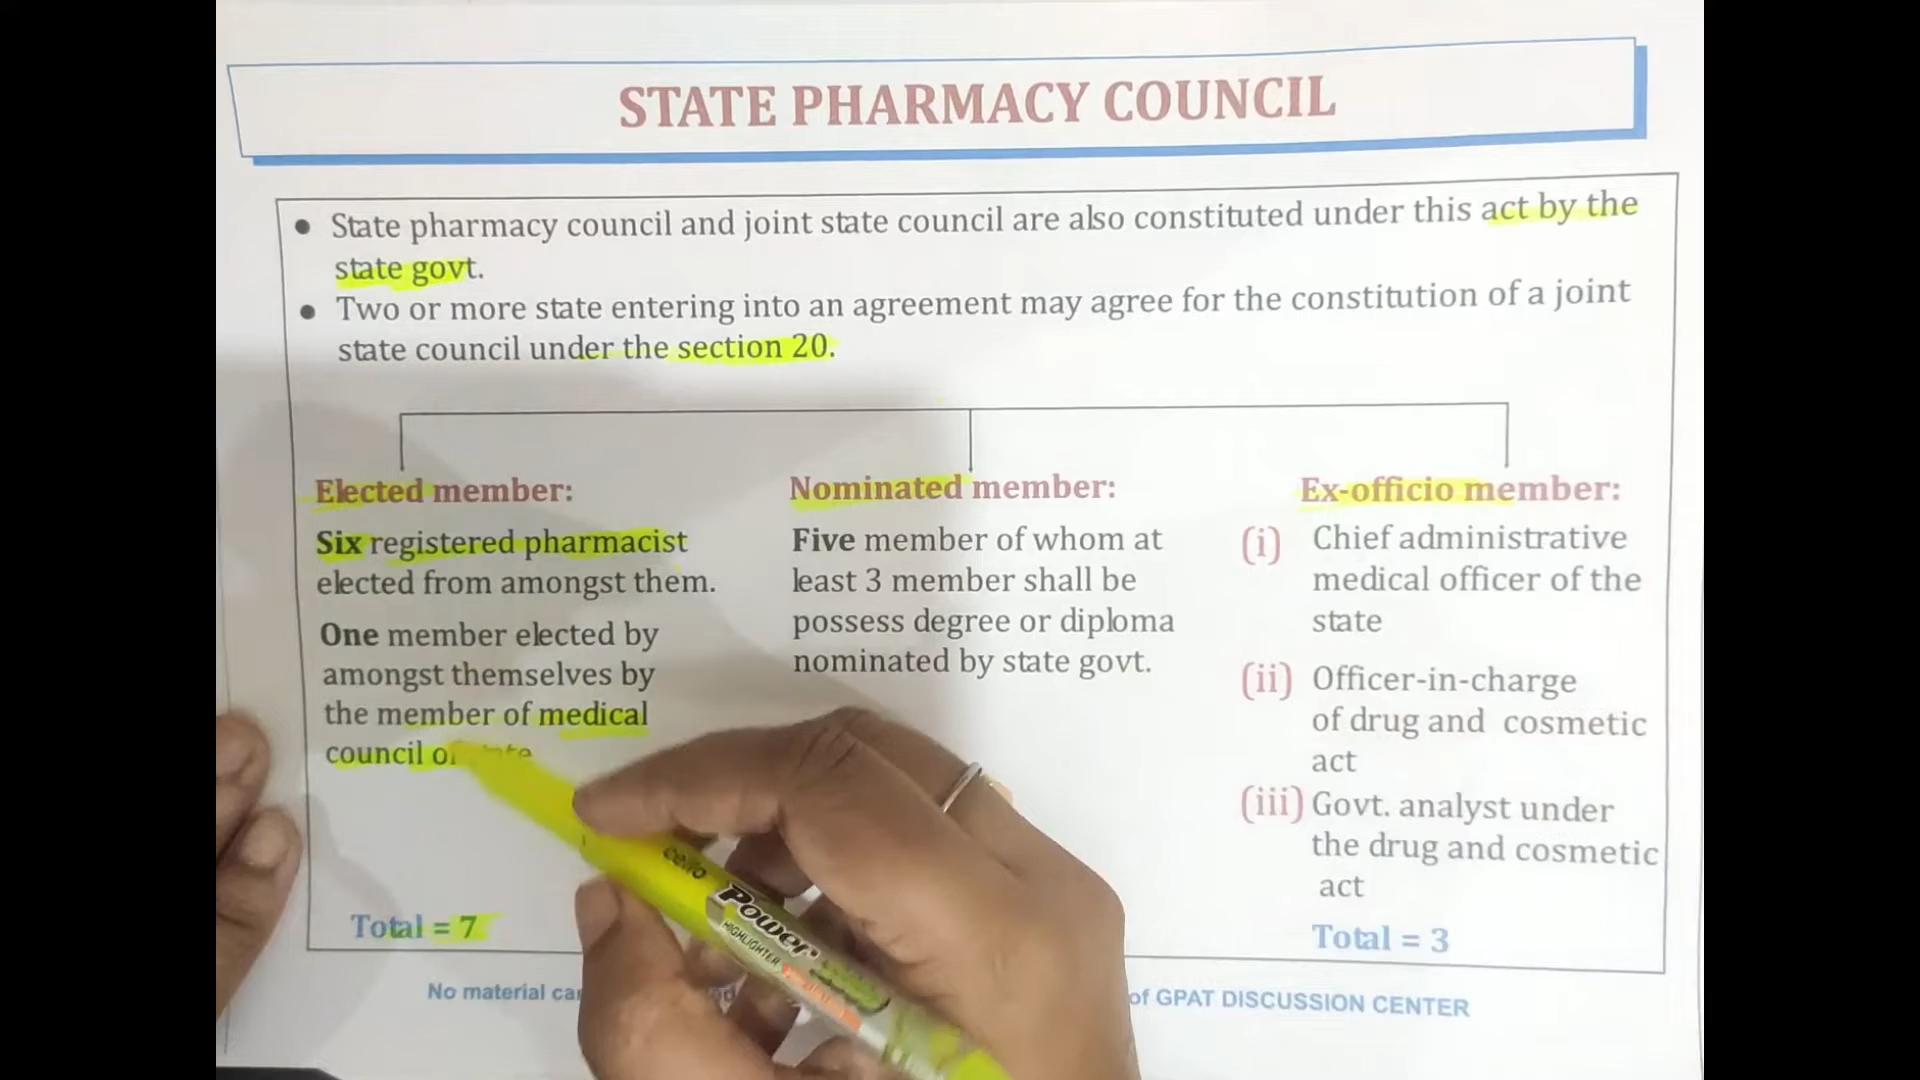 STATE PHARMACY COUNCIL
● State pharmacy council and joint state council are also constituted under this act by the
state govt.
● Two or more state entering into an agreement may agree for the constitution of a joint
state council under the section 20.
Elected member:
Six registered pharmacist
elected from amongst them.
One member elected by
amongst themselves by
the member of medical
council of
Total = 7
Nominated member:
Five member of whom at
least 3 member shall be
possess degree or diploma
nominated by state govt.
Ex-officio member:
(i) Chief administrative
medical officer of the
state
(ii) Officer-in-charge
of drug and cosmetic
act
(iii) Govt. analyst under
the drug and cosmetic
act
Total = 3
No material
of GPAT DISCUSSION CENTER
cello
Power
HIGHLIGHTER